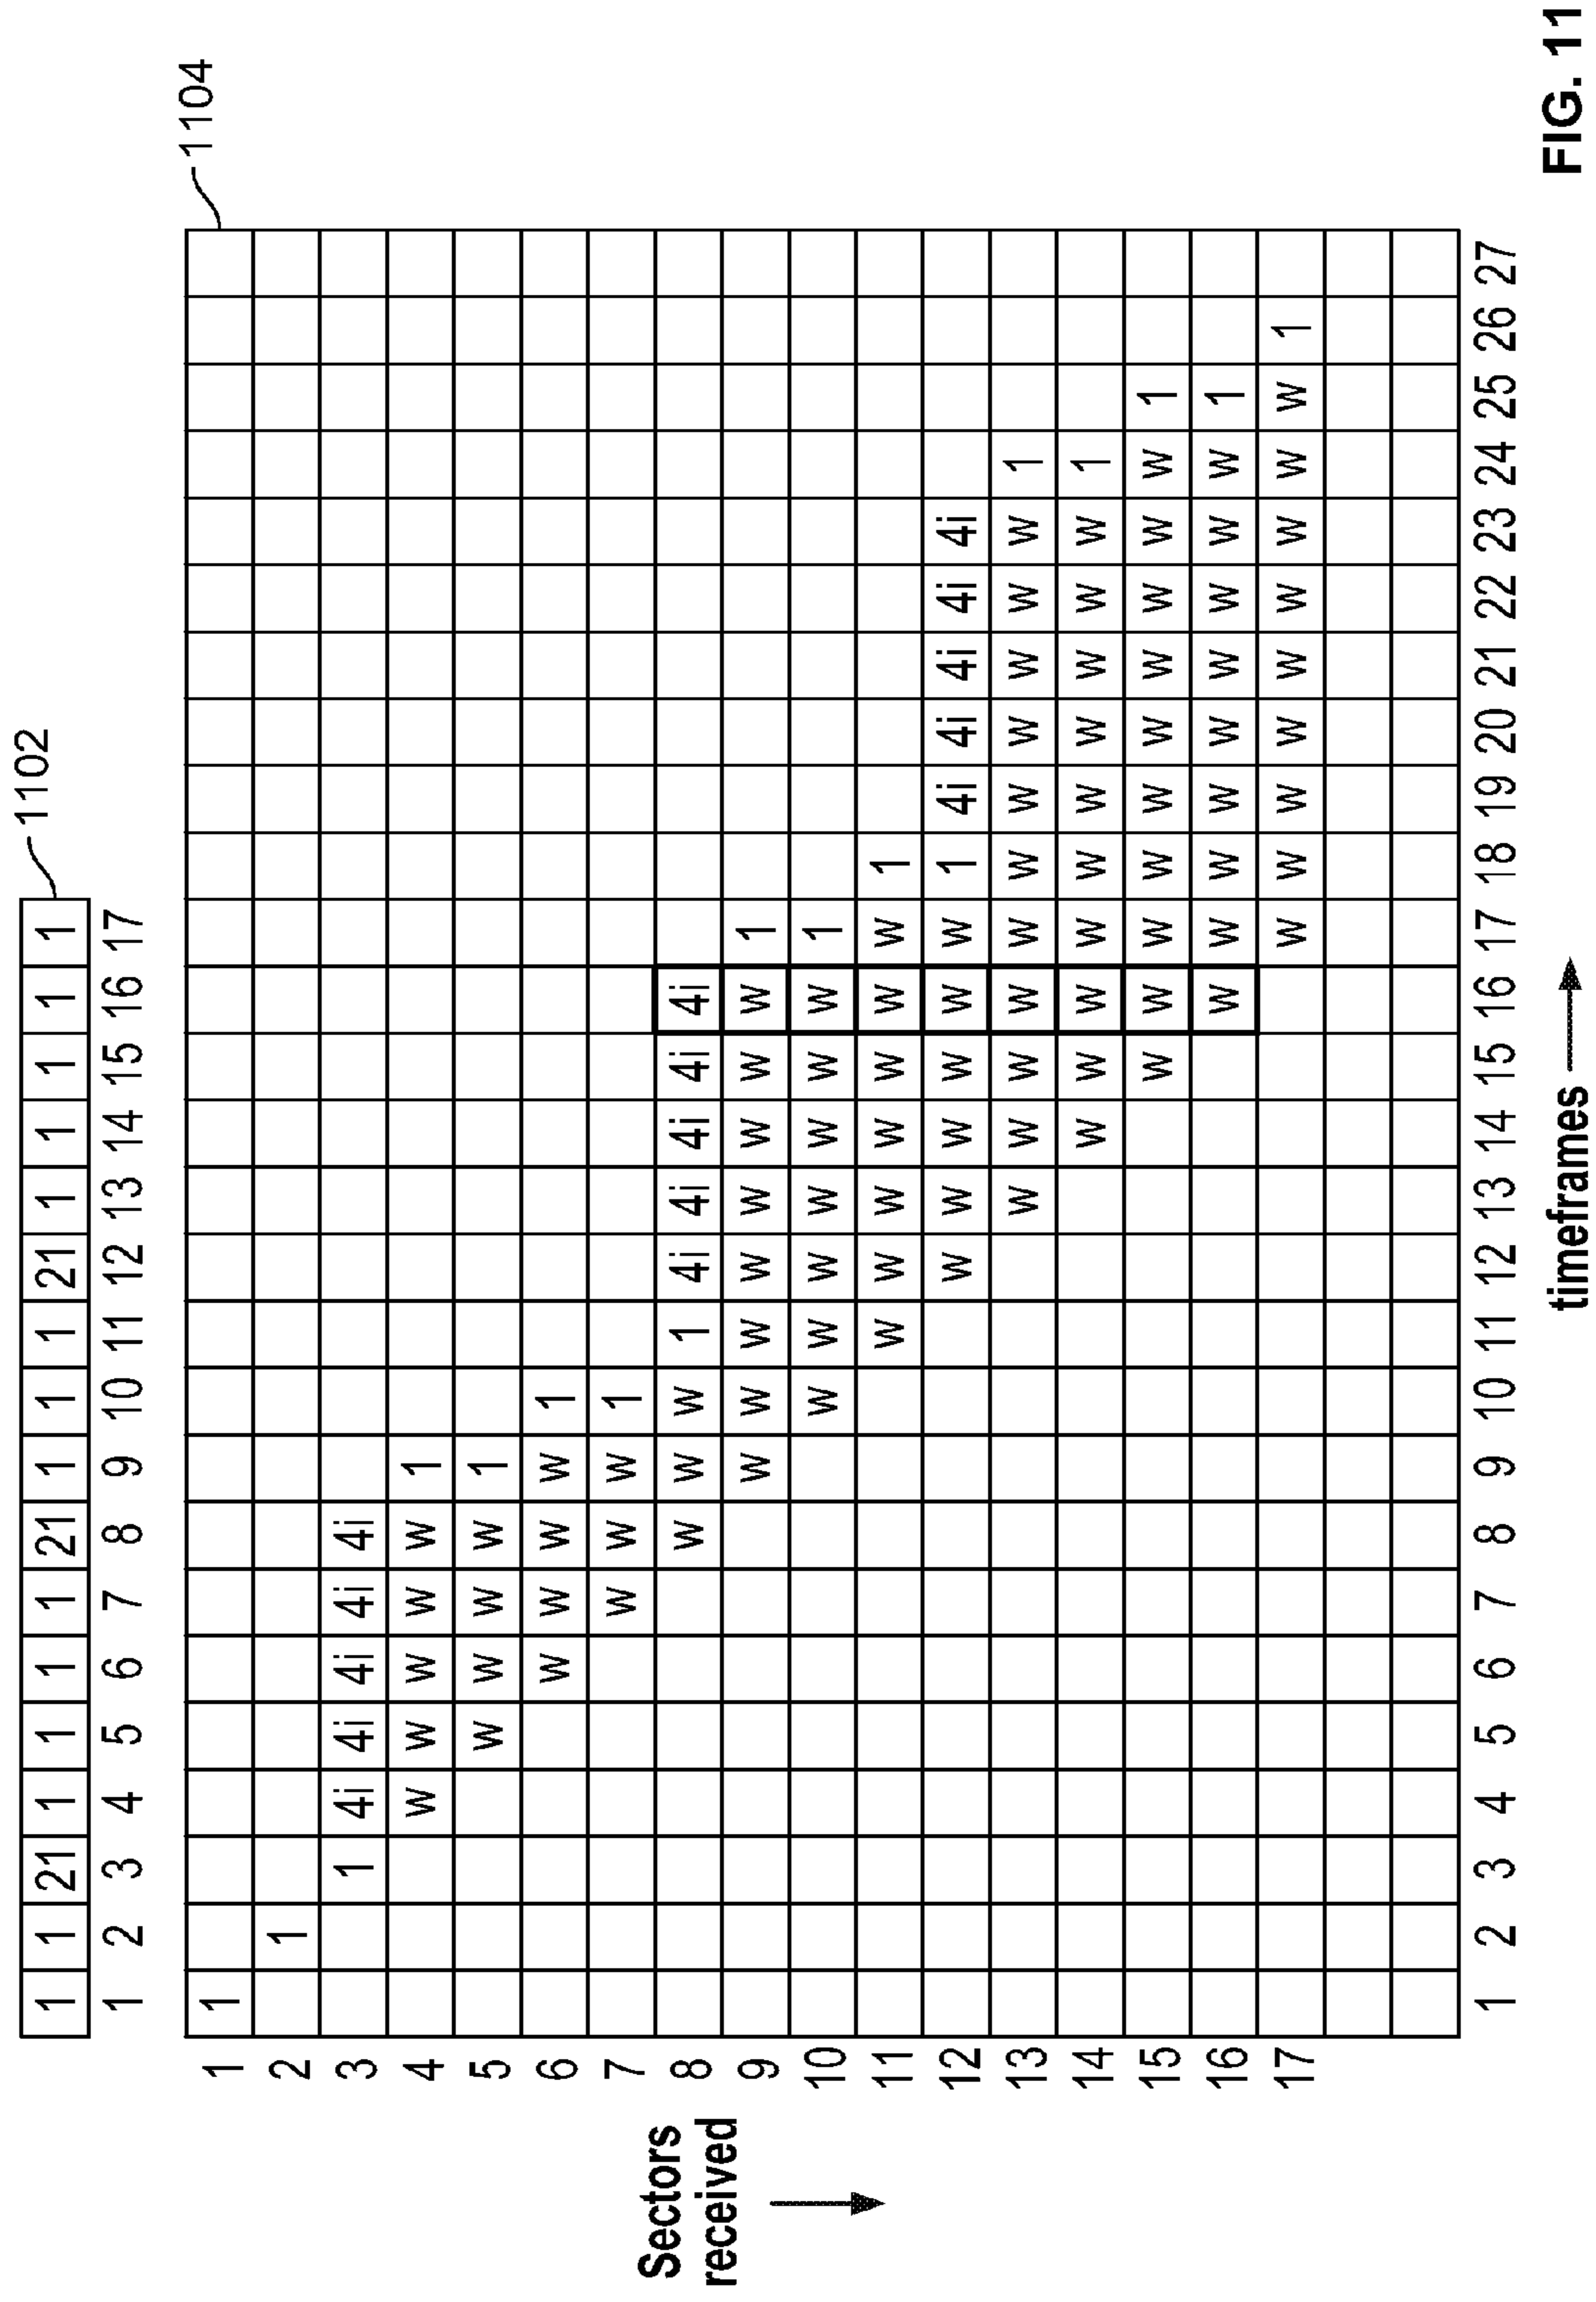 1102
1 1 21 1 1 1 1 21 1 1 1 21 1 1 1 1 1
1 2 3 4 5 6 7 8 9 10 11 12 13 14 15 16 17
1104
1 1
2 1
3 1 4i 4i 4i 4i 4i
4 w w w w w 1
5 w w w w 1
6 w w w w 1
7 w w w 1
8 w w w 1 4i 4i 4i 4i 4i
9 w w w w w w w w 1
10 w w w w w w w 1
11 w w w w w w w 1
12 w w w w w w 1 4i 4i 4i 4i 4i
13 w w w w w w w w w w w 1
14 w w w w w w w w w w 1
15 w w w w w w w w w w 1
16 w w w w w w w w w 1
17 w w w w w w w w w 1
Sectors
received
1 2 3 4 5 6 7 8 9 10 11 12 13 14 15 16 17 18 19 20 21 22 23 24 25 26 27
timeframes
FIG. 11